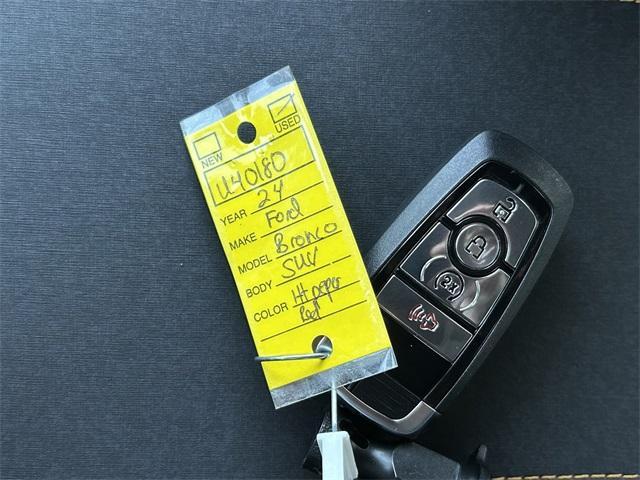 NEW USED
U40180
YEAR 24
MAKE Ford
MODEL Bronco
BODY SUV
COLOR Ht pepper
Red
2X